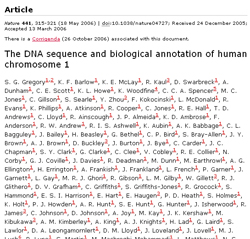 Article
Nature 441, 315-321 (18 May 2006) | doi:10.1038/nature04727; Received 24 December 2005;
Accepted 13 March 2006
There is a Corrigenda (26 October 2006) associated with this document.
The DNA sequence and biological annotation of human
chromosome 1
S. G. Gregory1,2, K. F. Barlow1, K. E. McLay1, R. Kaul3, D. Swarbreck1, A.
Dunham1, C. E. Scott1, K. L. Howe1, K. Woodfine4, C. C. A. Spencer5, M. C.
Jones1, C. Gillson1, S. Searle1, Y. Zhou3, F. Kokocinski1, L. McDonald1, R.
Evans1, K. Phillips1, A. Atkinson1, R. Cooper1, C. Jones1, R. E. Hall1, T. D.
Andrews1, C. Lloyd1, R. Ainscough1, J. P. Almeida1, K. D. Ambrose1, F.
Anderson1, R. W. Andrew1, R. I. S. Ashwell1, K. Aubin1, A. K. Babbage1, C. L.
Bagguley1, J. Bailey1, H. Beasley1, G. Bethel1, C. P. Bird1, S. Bray-Allen1, J. Y.
Brown1, A. J. Brown1, D. Buckley3, J. Burton1, J. Bye1, C. Carder1, J. C.
Chapman1, S. Y. Clark1, G. Clarke1, C. Clee1, V. Cobley1, R. E. Collier1, N.
Corby1, G. J. Coville1, J. Davies1, R. Deadman1, M. Dunn1, M. Earthrowl1, A. G.
Ellington1, H. Errington1, A. Frankish1, J. Frankland1, L. French1, P. Garner1, J.
Garnett1, L. Gay1, M. R. J. Ghori1, R. Gibson1, L. M. Gilby1, W. Gillett3, R. J.
Glithero1, D. V. Grafham1, C. Griffiths1, S. Griffiths-Jones1, R. Grocock1, S.
Hammond1, E. S. I. Harrison1, E. Hart1, E. Haugen3, P. D. Heath1, S. Holmes1,
K. Holt1, P. J. Howden1, A. R. Hunt1, S. E. Hunt1, G. Hunter1, J. Isherwood1, R.
James3, C. Johnson1, D. Johnson1, A. Joy1, M. Kay1, J. K. Kershaw1, M.
Kibukawa3, A. M. Kimberley1, A. King1, A. J. Knights1, H. Lad1, G. Laird1, S.
Lawlor1, D. A. Leongamornlert1, D. M. Lloyd1, J. Loveland1, J. Lovell1, M. J.